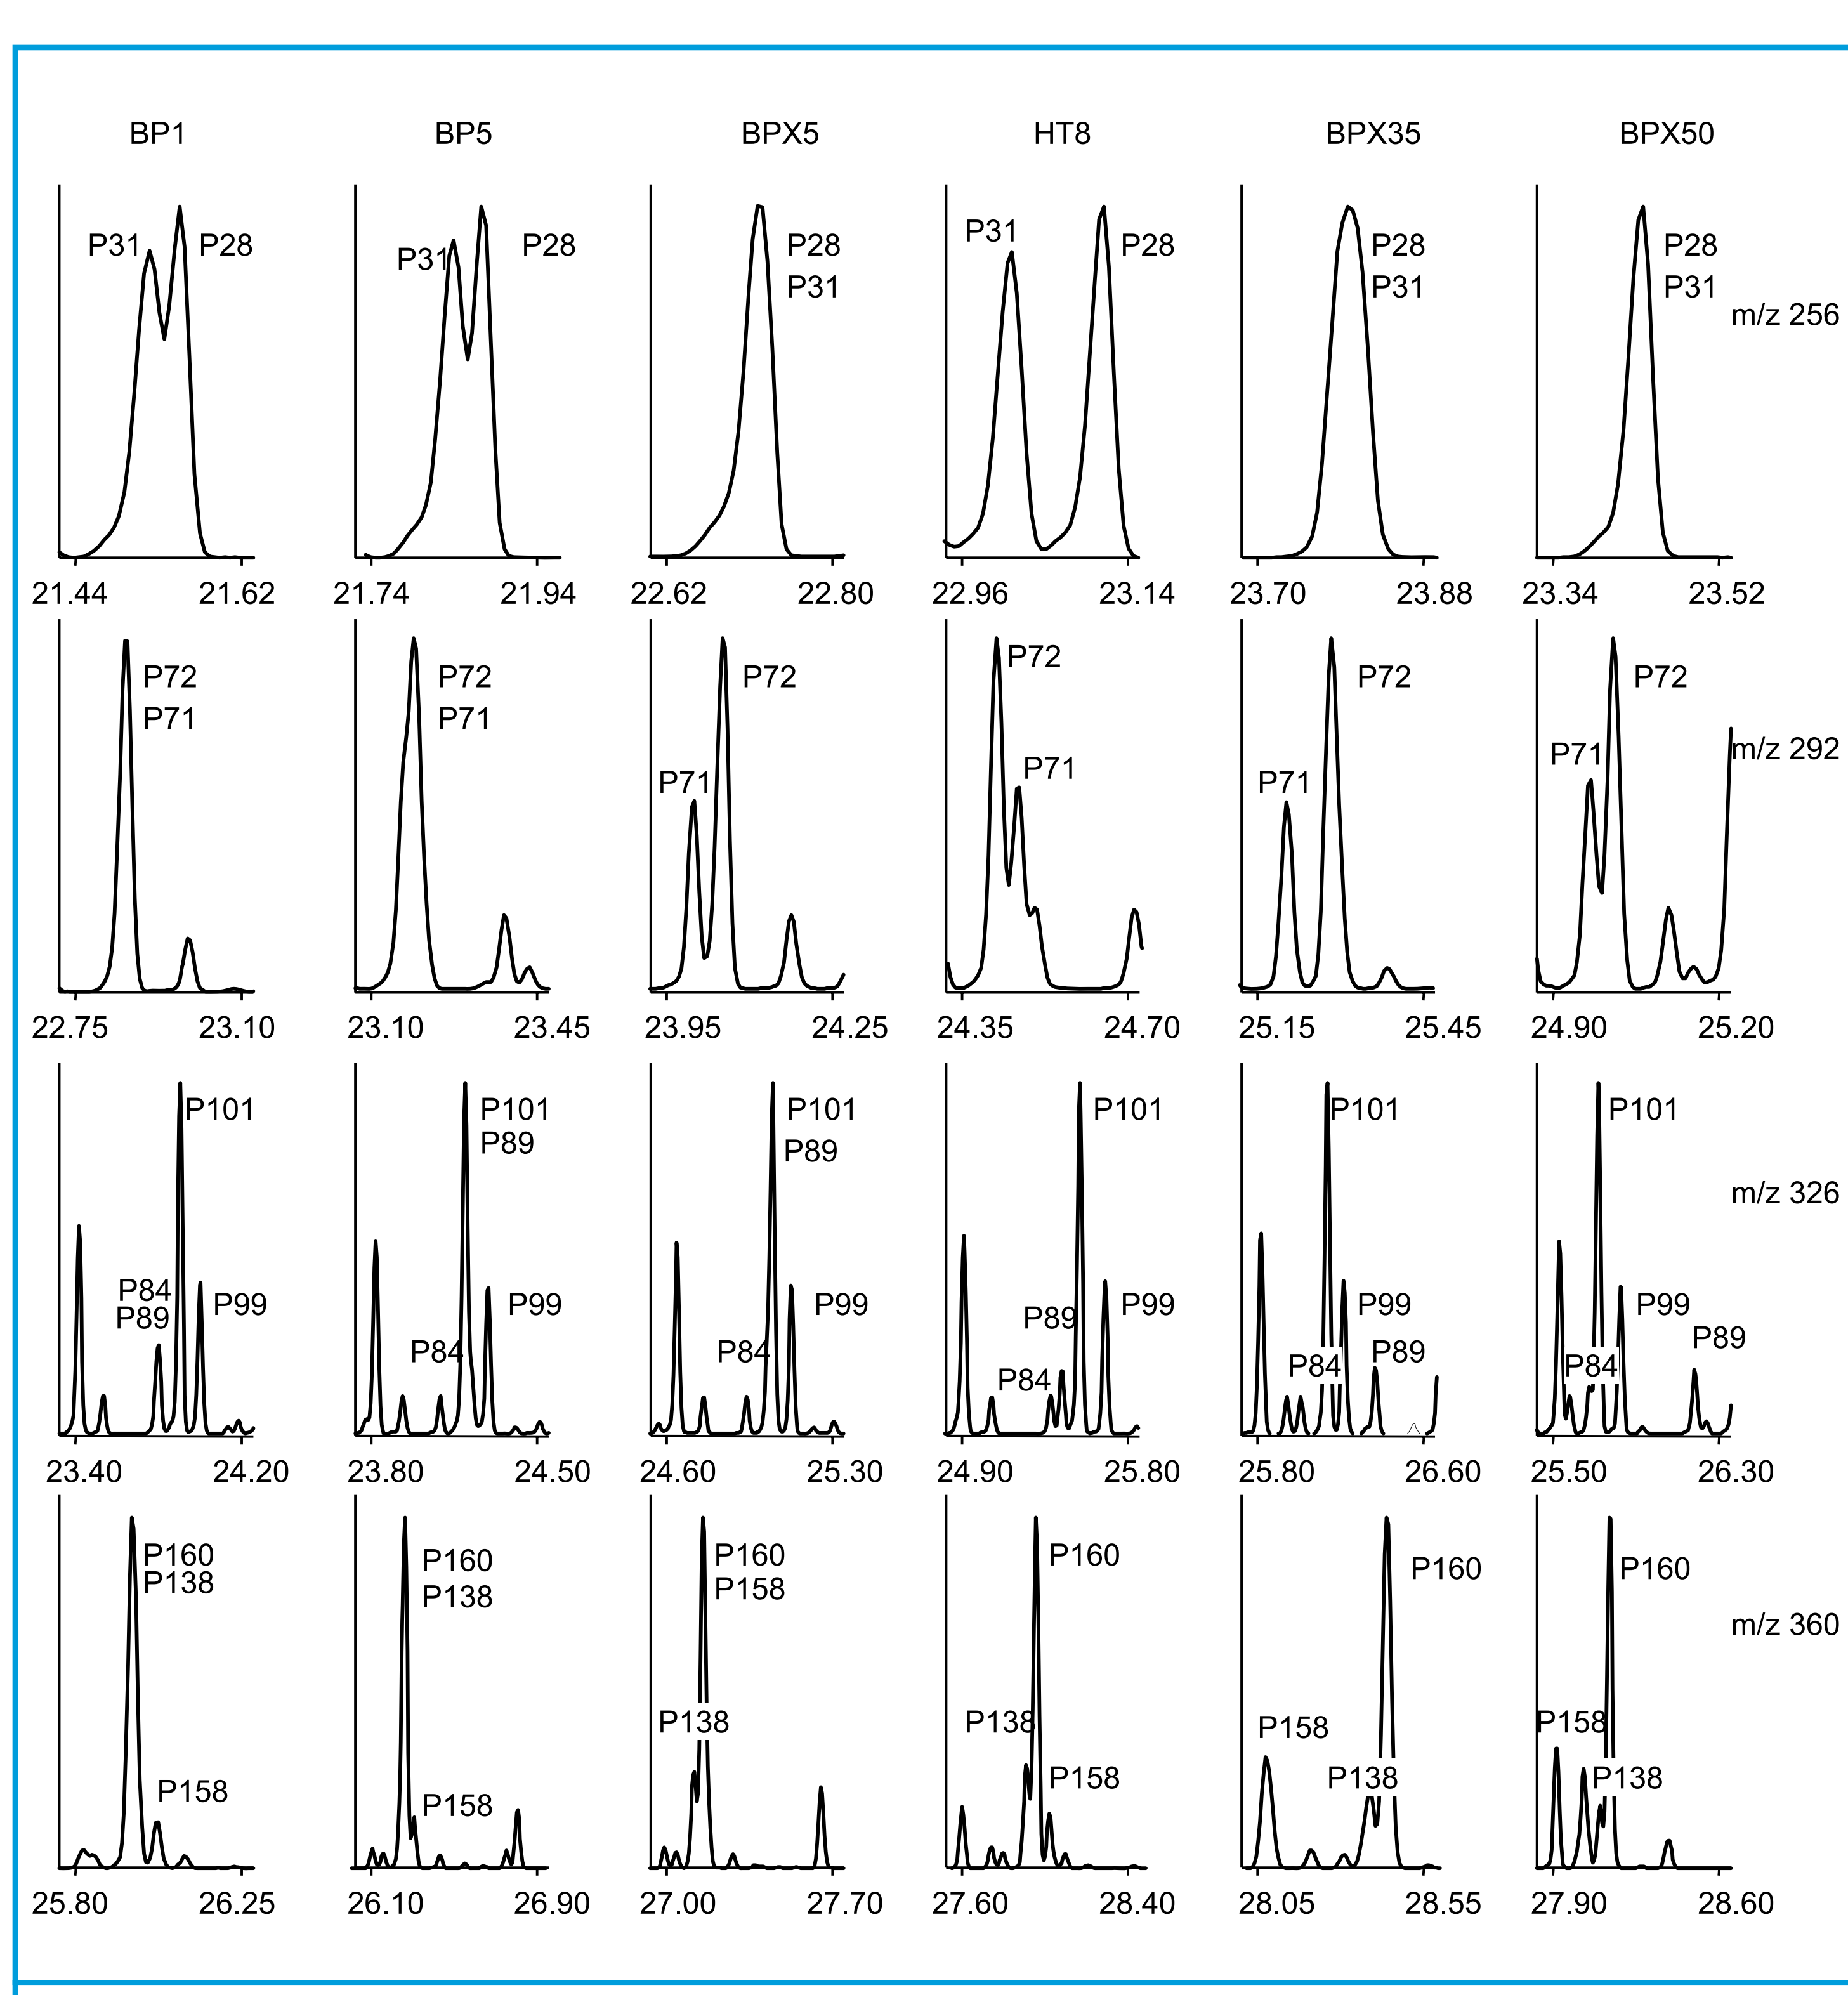 BP1 BP5 BPX5 HT8 BPX35 BPX50
P31 P28 P31 P28 P28 P31 P28 P28 P28
P31 P31 P31
m/z 256
21.44 21.62 21.74 21.94 22.62 22.80 22.96 23.14 23.70 23.88 23.34 23.52
P72 P72 P72 P72 P72 P72
P71 P71 P71 P71 P71 P71
m/z 292
22.75 23.10 23.10 23.45 23.95 24.25 24.35 24.70 25.15 25.45 24.90 25.20
P101 P101 P101 P101 P101 P101
P89 P89
m/z 326
P84 P99 P99 P99 P99 P99 P99
P89 P89 P89
P84 P84 P84 P84 P89 P84
23.40 24.20 23.80 24.50 24.60 25.30 24.90 25.80 25.80 26.60 25.50 26.30
P160 P160 P160 P160 P160 P160
P138 P138 P158
m/z 360
P138 P138 P158 P158
P158 P158 P158 P138 P138
25.80 26.25 26.10 26.90 27.00 27.70 27.60 28.40 28.05 28.55 27.90 28.60